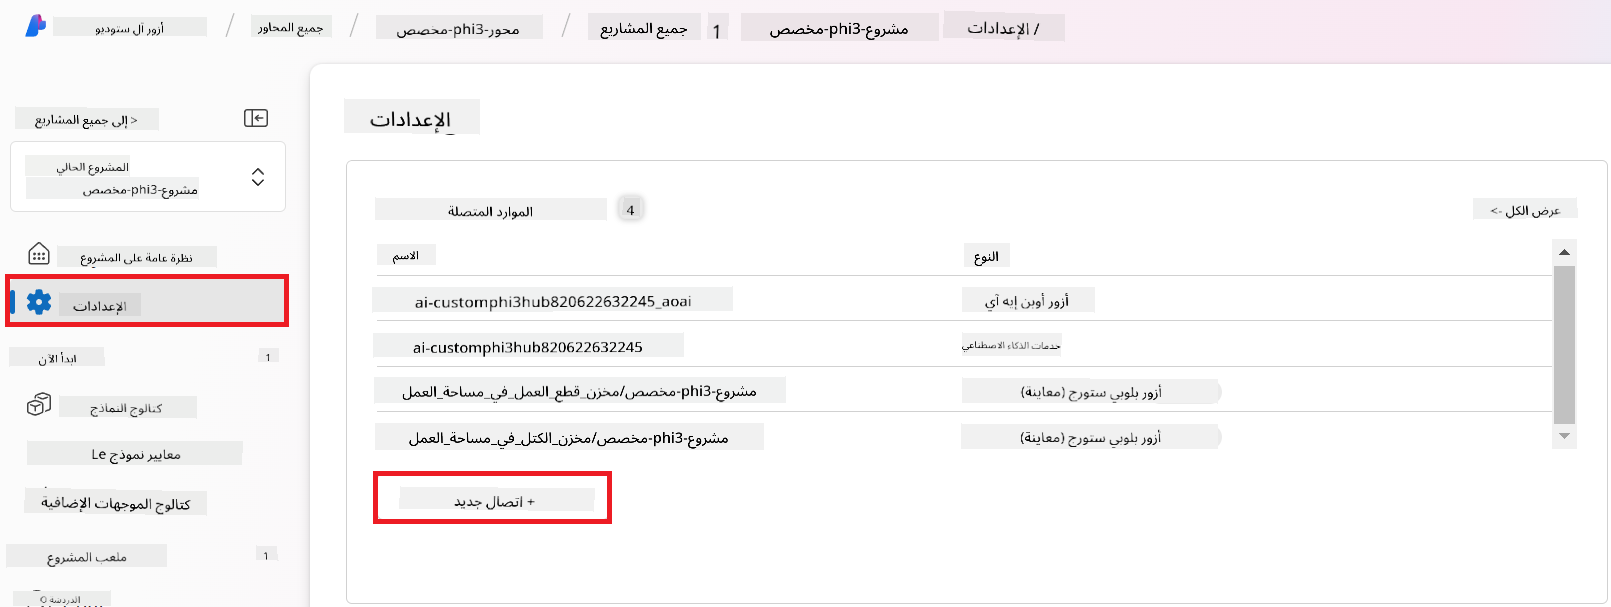 أزور آل ستوديو / جميع المحاور / محور-phi3-مخصص / جميع المشاريع 1 مشروع-phi3-مخصص / الإعدادات
< إلى جميع المشاريع
المشروع الحالي
مشروع-phi3-مخصص
نظرة عامة على المشروع
الإعدادات
ابدأ الآن 1
كتالوج النماذج
معايير نموذج Le
كتالوج الموجهات الإضافية
ملعب المشروع 1
الدردشة ©
الإعدادات
الموارد المتصلة 4
عرض الكل ->
الاسم النوع
ai-customphi3hub820622632245_aoai أزور أوبن إيه آي
ai-customphi3hub820622632245 خدمات الذكاء الاصطناعي
مشروع-phi3-مخصص/مخزن_قطع_العمل_في_مساحة_العمل أزور بلوبي ستورج (معاينة)
مشروع-phi3-مخصص/مخزن_الكتل_في_مساحة_العمل أزور بلوبي ستورج (معاينة)
+ اتصال جديد